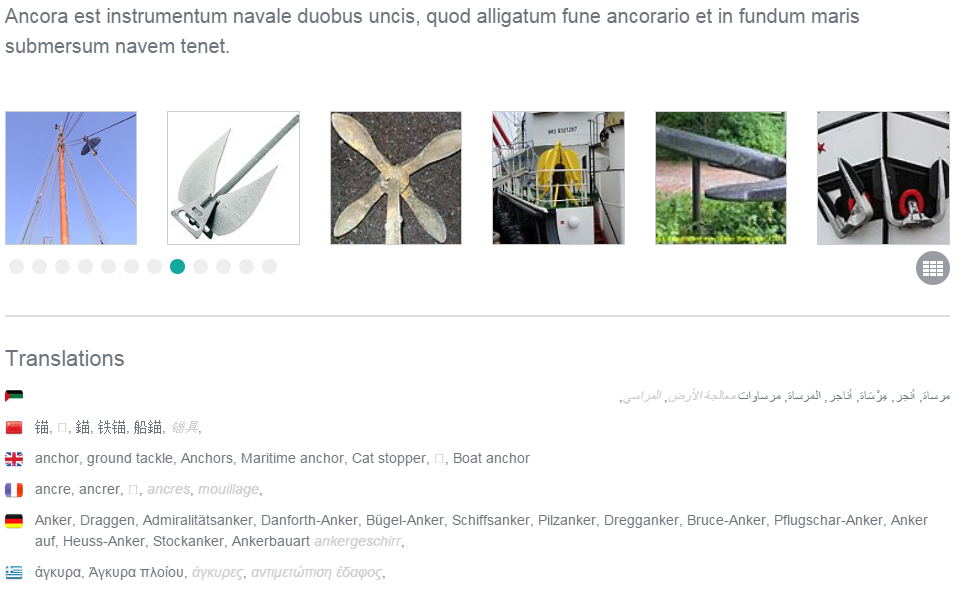 Ancora est instrumentum navale duobus uncis, quod alligatum fune ancorario et in fundum maris
submersum navem tenet.
Translations
مرساة, أنجر, مِرْسَاة, أناجر, المرساة, مرساوات معالجة الأرض, المراسي,
锚, 錨, 铁锚, 船錨,
anchor, ground tackle, Anchors, Maritime anchor, Cat stopper, Boat anchor
ancre, ancrer, ancres, mouillage,
Anker, Draggen, Admiralitätsanker, Danforth-Anker, Bügel-Anker, Schiffsanker, Pilzanker, Dregganker, Bruce-Anker, Pflugschar-Anker, Anker
auf, Heuss-Anker, Stockanker, Ankerbauart ankergeschirr,
άγκυρα, Άγκυρα πλοίου, άγκυρες, αντιμετώπιση έδαφος,